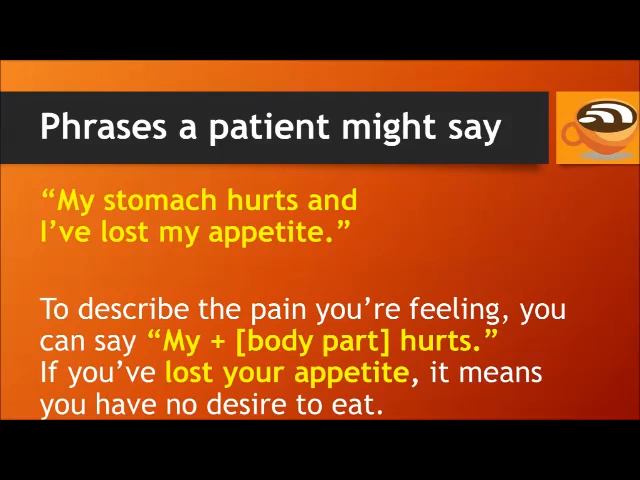 Phrases a patient might say
“My stomach hurts and
I’ve lost my appetite.”
To describe the pain you’re feeling, you
can say “My + [body part] hurts.”
If you’ve lost your appetite, it means
you have no desire to eat.